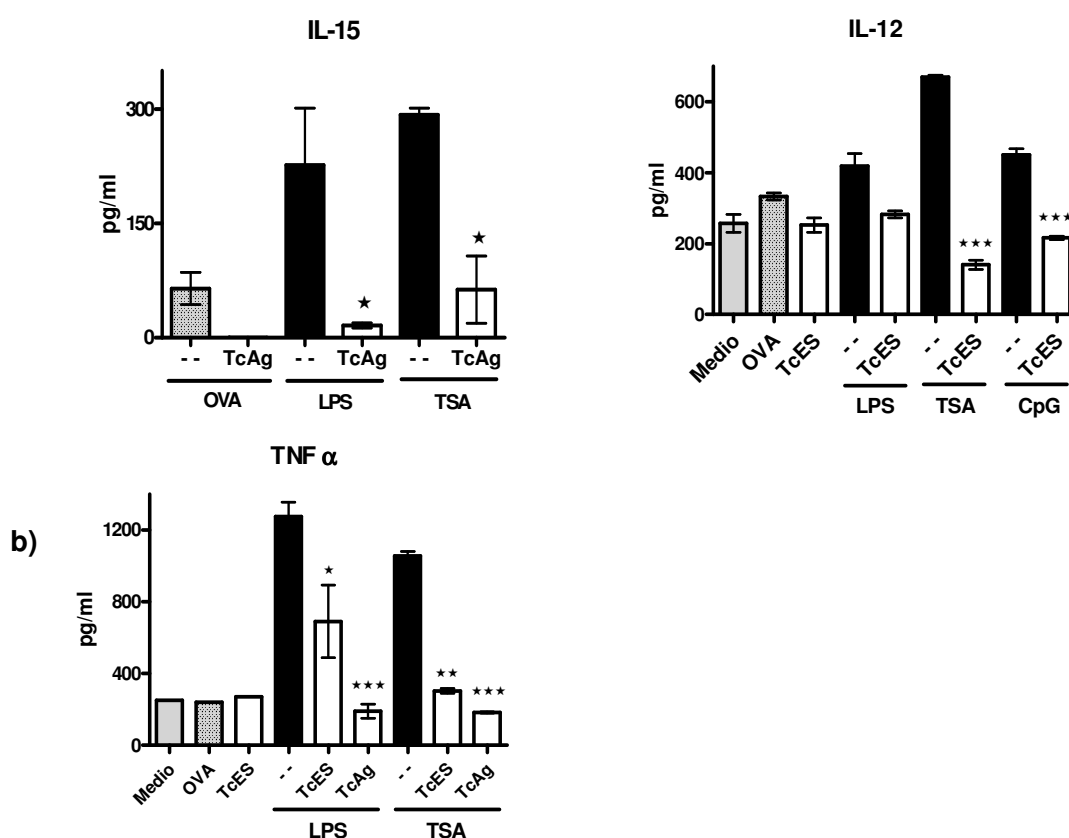 IL-15
pg/ml
300
150
0
-- TcAg -- TcAg -- TcAg
OVA LPS TSA
★ ★
IL-12
pg/ml
600
400
200
0
Medio OVA TcES -- TcES -- TcES -- TcES
LPS TSA CpG
★★★ ★★★
b)
TNF α
pg/ml
1200
800
400
0
Medio OVA TcES -- TcES TcAg -- TcES TcAg
LPS TSA
★ ★★★ ★★ ★★★